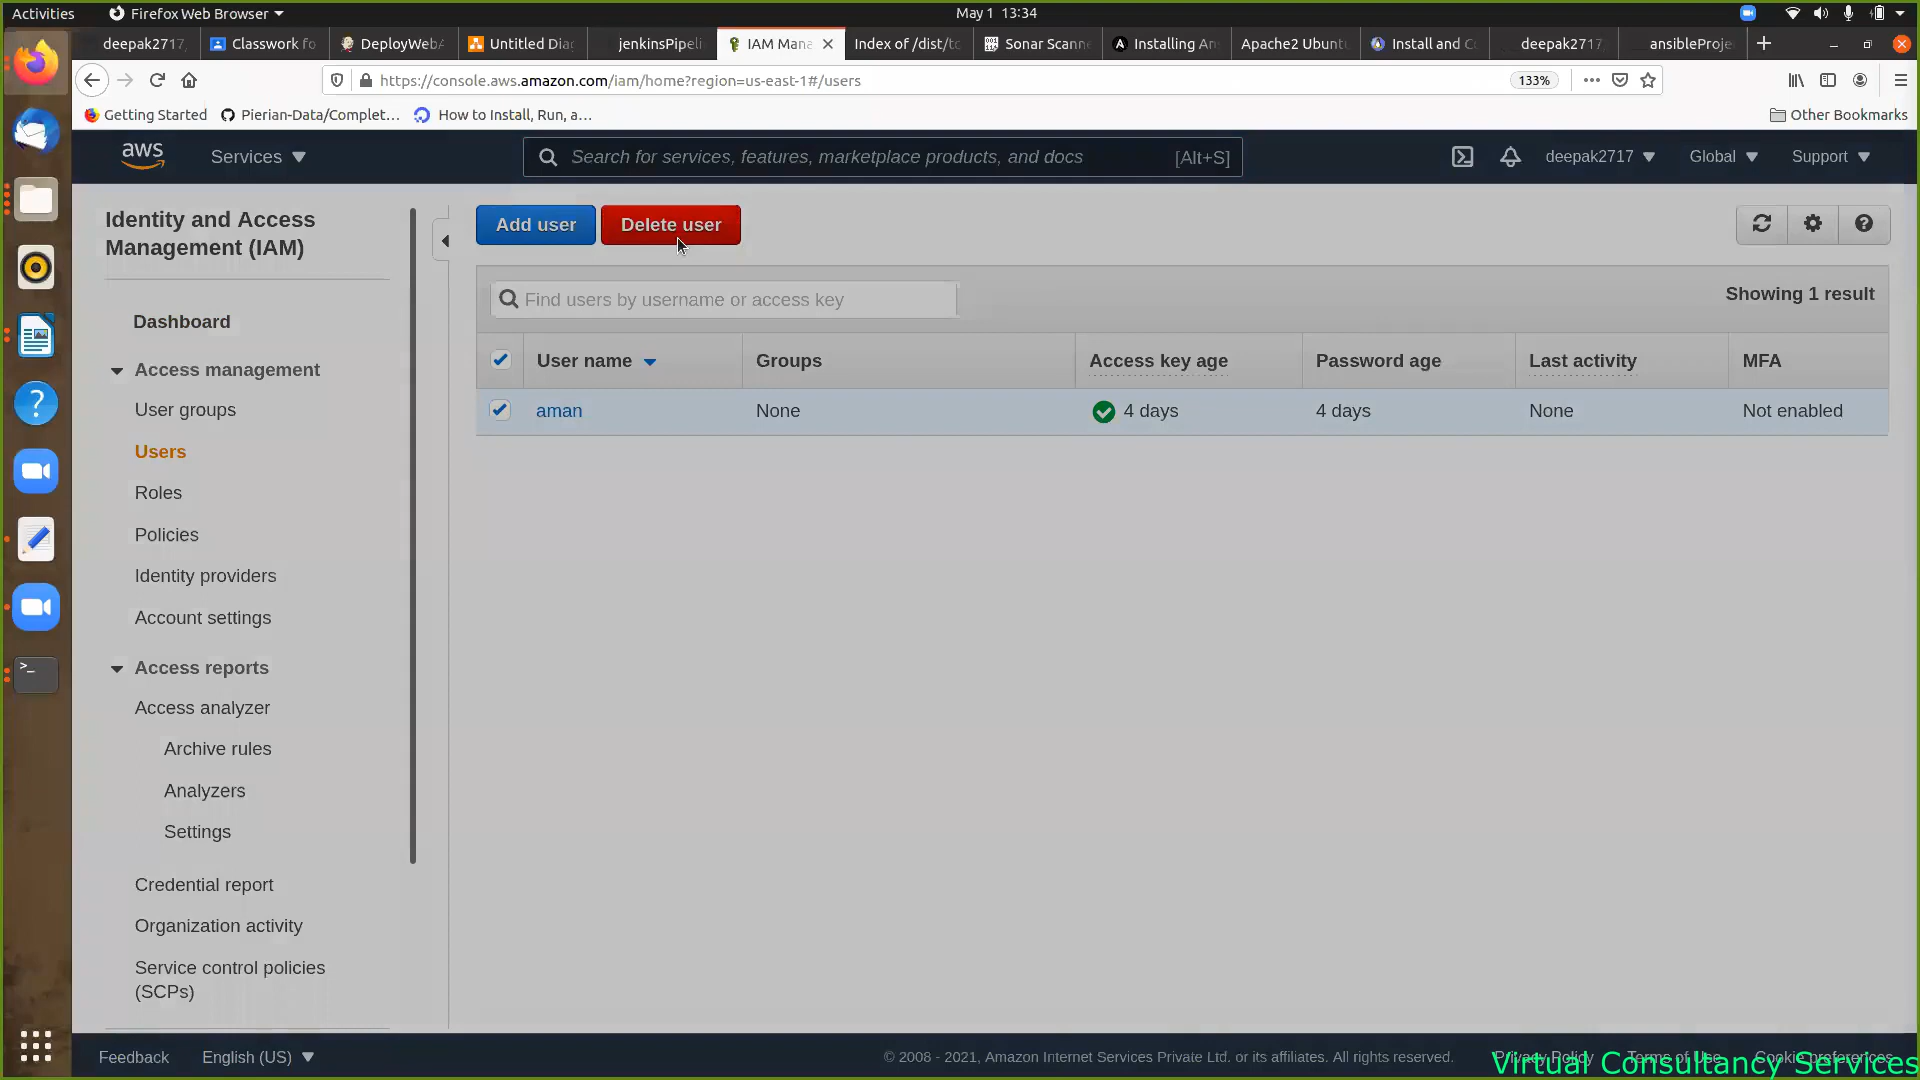 Activities
Firefox Web Browser
May 1 13:34
deepak2717
Classwork fo
DeployWebA
Untitled Dia
jenkinsPipeli
IAM Mana
Index of /dist/to
Sonar Scann
Installing An
Apache2 Ubuntu
Install and Co
deepak2717
ansibleProje
https://console.aws.amazon.com/iam/home?region=us-east-1#/users
133%
Getting Started
Pierian-Data/Complet...
How to Install, Run, a...
Other Bookmarks
aws
Services
Search for services, features, marketplace products, and docs
[Alt+S]
deepak2717
Global
Support
Identity and Access
Management (IAM)
Dashboard
Access management
User groups
Users
Roles
Policies
Identity providers
Account settings
Access reports
Access analyzer
Archive rules
Analyzers
Settings
Credential report
Organization activity
Service control policies
(SCPs)
Add user
Delete user
Find users by username or access key
Showing 1 result
User name
Groups
Access key age
Password age
Last activity
MFA
aman
None
4 days
4 days
None
Not enabled
Feedback
English (US)
© 2008 - 2021, Amazon Internet Services Private Ltd. or its affiliates. All rights reserved.
Privacy Policy
Terms of Use
Cookie preferences
Virtual Consultancy Services